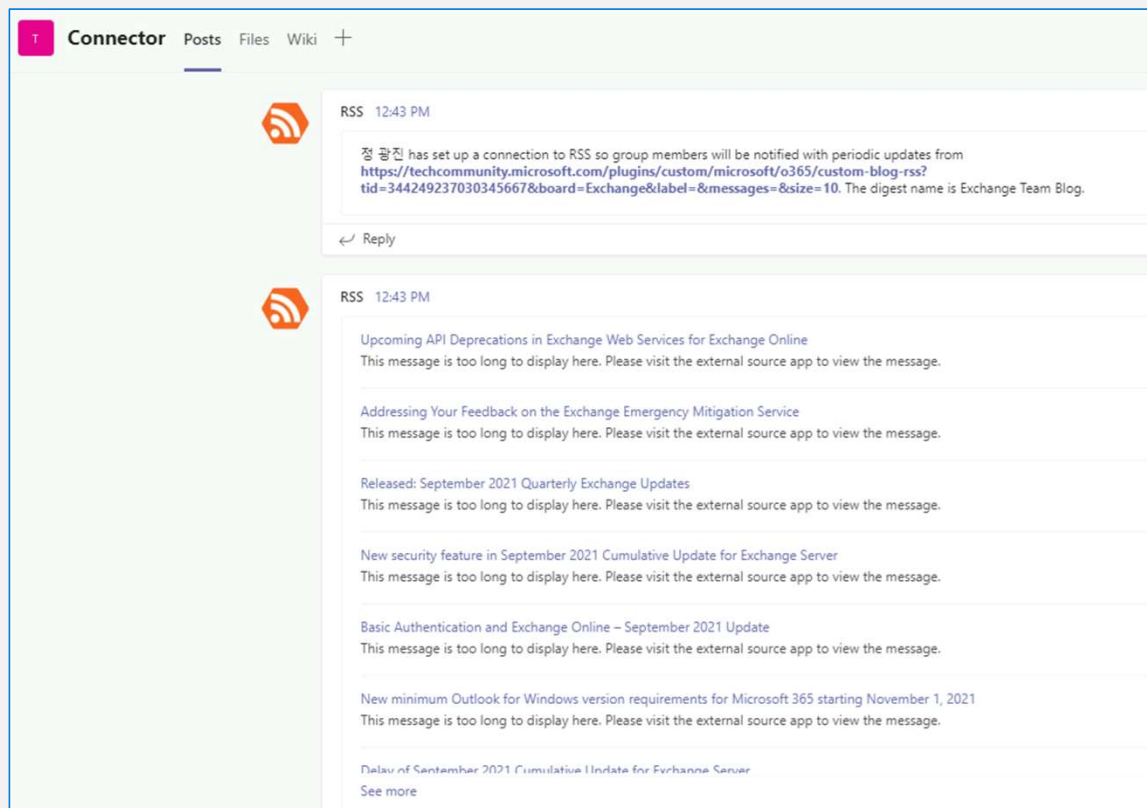 T
Connector Posts Files Wiki +
RSS 12:43 PM
정 광진 has set up a connection to RSS so group members will be notified with periodic updates from
https://techcommunity.microsoft.com/plugins/custom/microsoft/o365/custom-blog-rss?
tid=344249237030345667&board=Exchange&label=&messages=&size=10. The digest name is Exchange Team Blog.
Reply
RSS 12:43 PM
Upcoming API Deprecations in Exchange Web Services for Exchange Online
This message is too long to display here. Please visit the external source app to view the message.
Addressing Your Feedback on the Exchange Emergency Mitigation Service
This message is too long to display here. Please visit the external source app to view the message.
Released: September 2021 Quarterly Exchange Updates
This message is too long to display here. Please visit the external source app to view the message.
New security feature in September 2021 Cumulative Update for Exchange Server
This message is too long to display here. Please visit the external source app to view the message.
Basic Authentication and Exchange Online – September 2021 Update
This message is too long to display here. Please visit the external source app to view the message.
New minimum Outlook for Windows version requirements for Microsoft 365 starting November 1, 2021
This message is too long to display here. Please visit the external source app to view the message.
Delay of September 2021 Cumulative Update for Exchange Server
See more